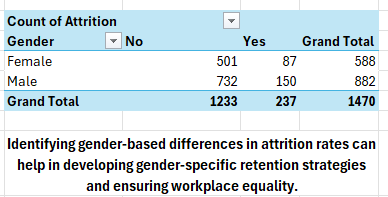 Count of Attrition
Gender No Yes Grand Total
Female 501 87 588
Male 732 150 882
Grand Total 1233 237 1470
Identifying gender-based differences in attrition rates can
help in developing gender-specific retention strategies
and ensuring workplace equality.